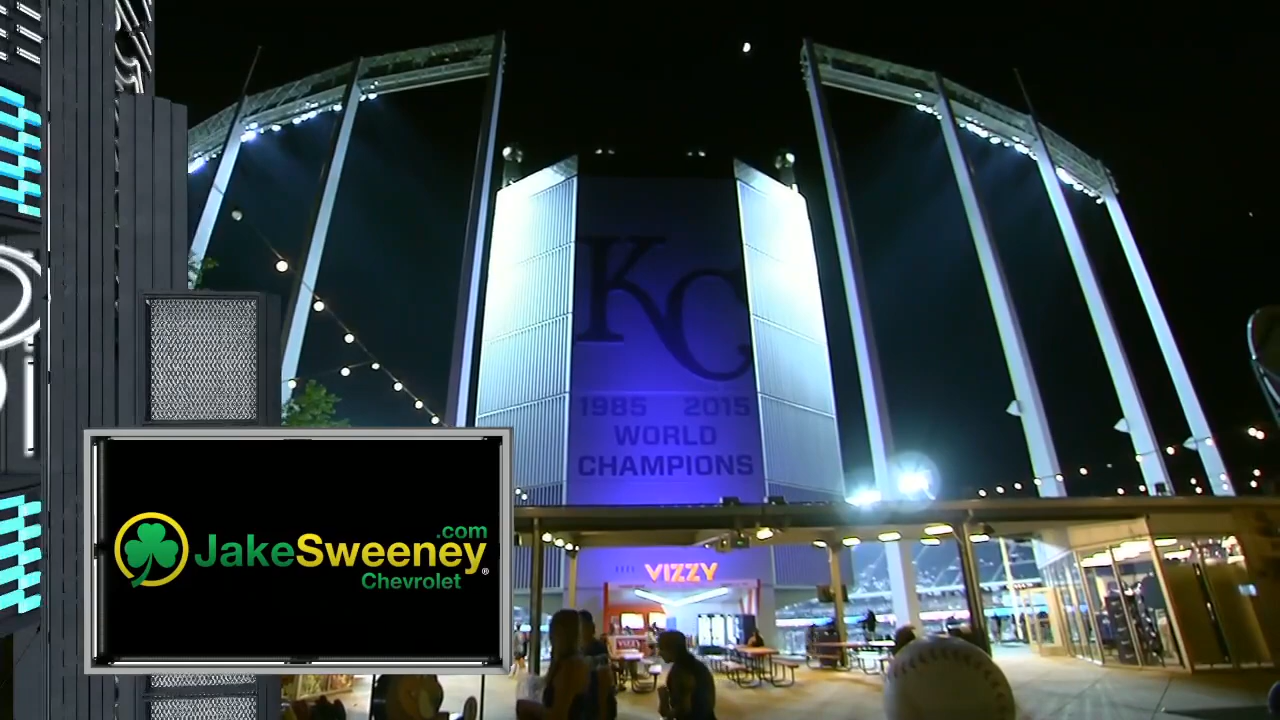 KC
1985 2015
WORLD
CHAMPIONS
.com
JakeSweeney®
Chevrolet
VIZZY